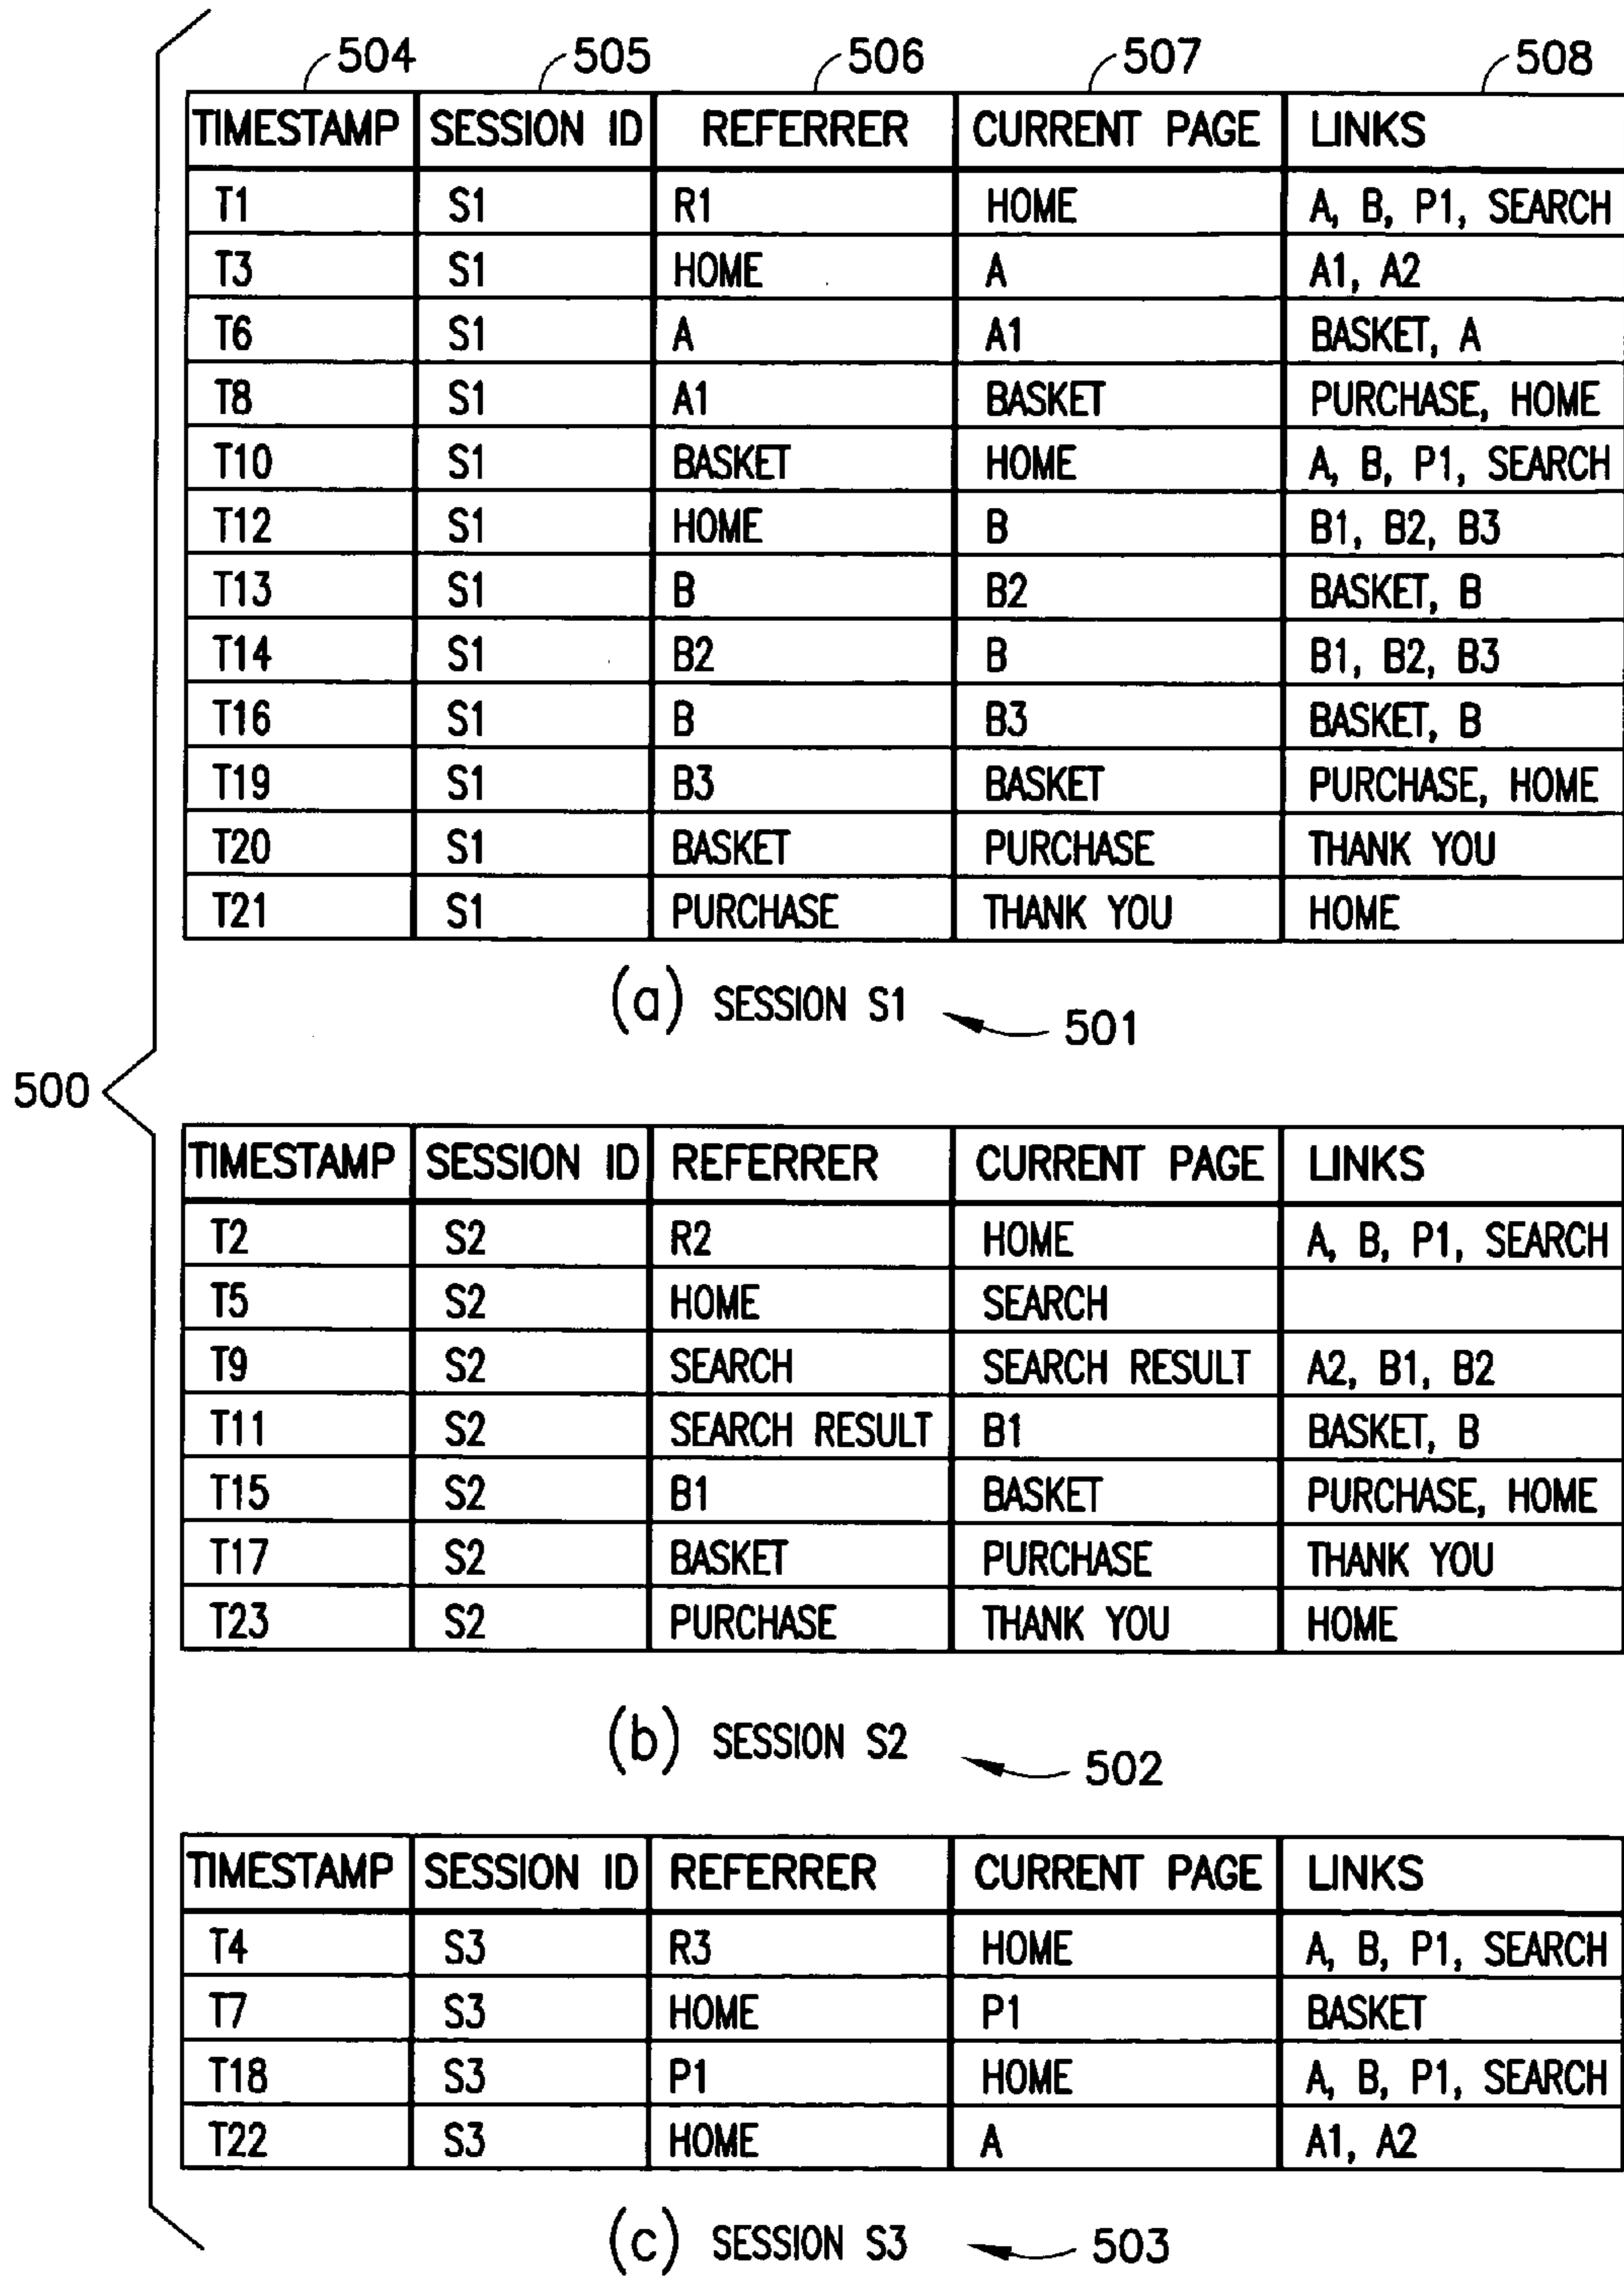 504 505 506 507 508
TIMESTAMP SESSION ID REFERRER CURRENT PAGE LINKS
T1 S1 R1 HOME A, B, P1, SEARCH
T3 S1 HOME A A1, A2
T6 S1 A A1 BASKET, A
T8 S1 A1 BASKET PURCHASE, HOME
T10 S1 BASKET HOME A, B, P1, SEARCH
T12 S1 HOME B B1, B2, B3
T13 S1 B B2 BASKET, B
T14 S1 B2 B B1, B2, B3
T16 S1 B B3 BASKET, B
T19 S1 B3 BASKET PURCHASE, HOME
T20 S1 BASKET PURCHASE THANK YOU
T21 S1 PURCHASE THANK YOU HOME
(a) SESSION S1 501
500
TIMESTAMP SESSION ID REFERRER CURRENT PAGE LINKS
T2 S2 R2 HOME A, B, P1, SEARCH
T5 S2 HOME SEARCH
T9 S2 SEARCH SEARCH RESULT A2, B1, B2
T11 S2 SEARCH RESULT B1 BASKET, B
T15 S2 B1 BASKET PURCHASE, HOME
T17 S2 BASKET PURCHASE THANK YOU
T23 S2 PURCHASE THANK YOU HOME
(b) SESSION S2 502
TIMESTAMP SESSION ID REFERRER CURRENT PAGE LINKS
T4 S3 R3 HOME A, B, P1, SEARCH
T7 S3 HOME P1 BASKET
T18 S3 P1 HOME A, B, P1, SEARCH
T22 S3 HOME A A1, A2
(c) SESSION S3 503